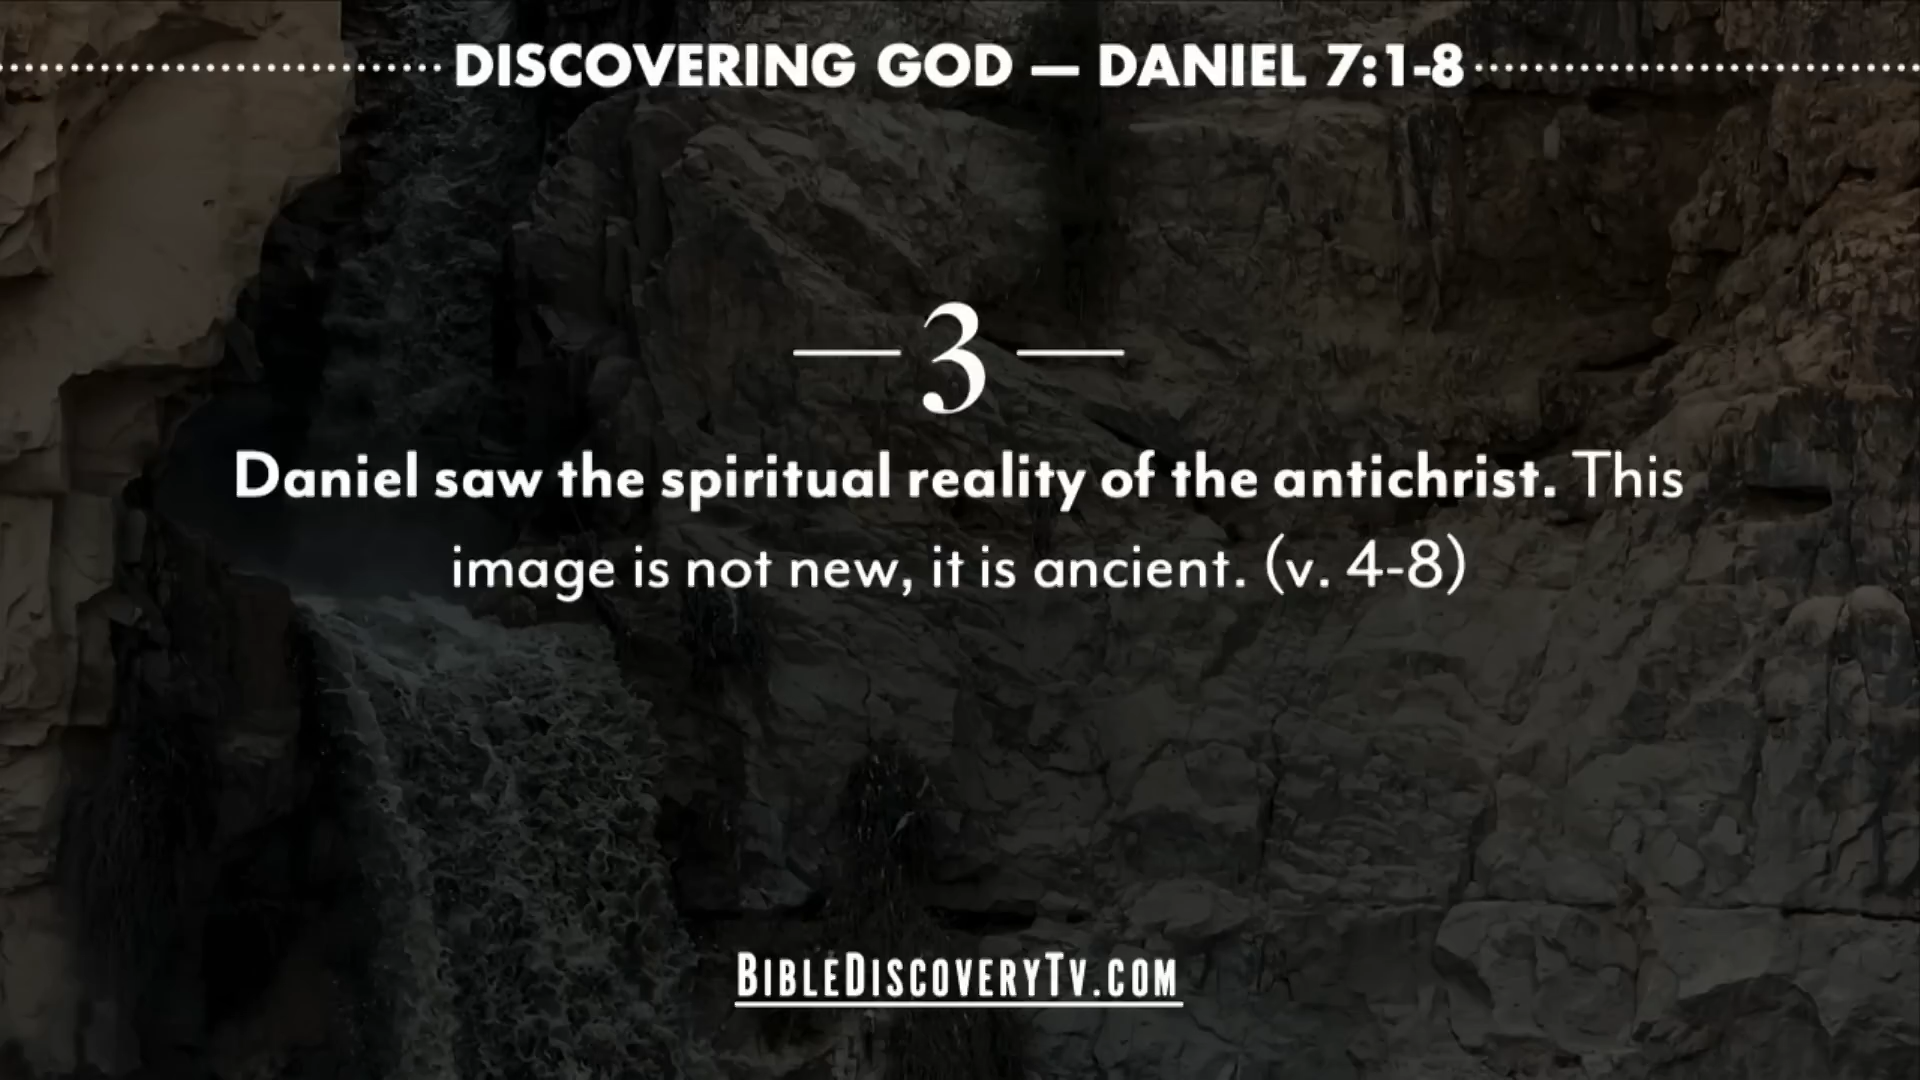 DISCOVERING GOD — DANIEL 7:1-8
— 3 —
Daniel saw the spiritual reality of the antichrist. This
image is not new, it is ancient. (v. 4-8)
BIBLEDISCOVERYTV.COM